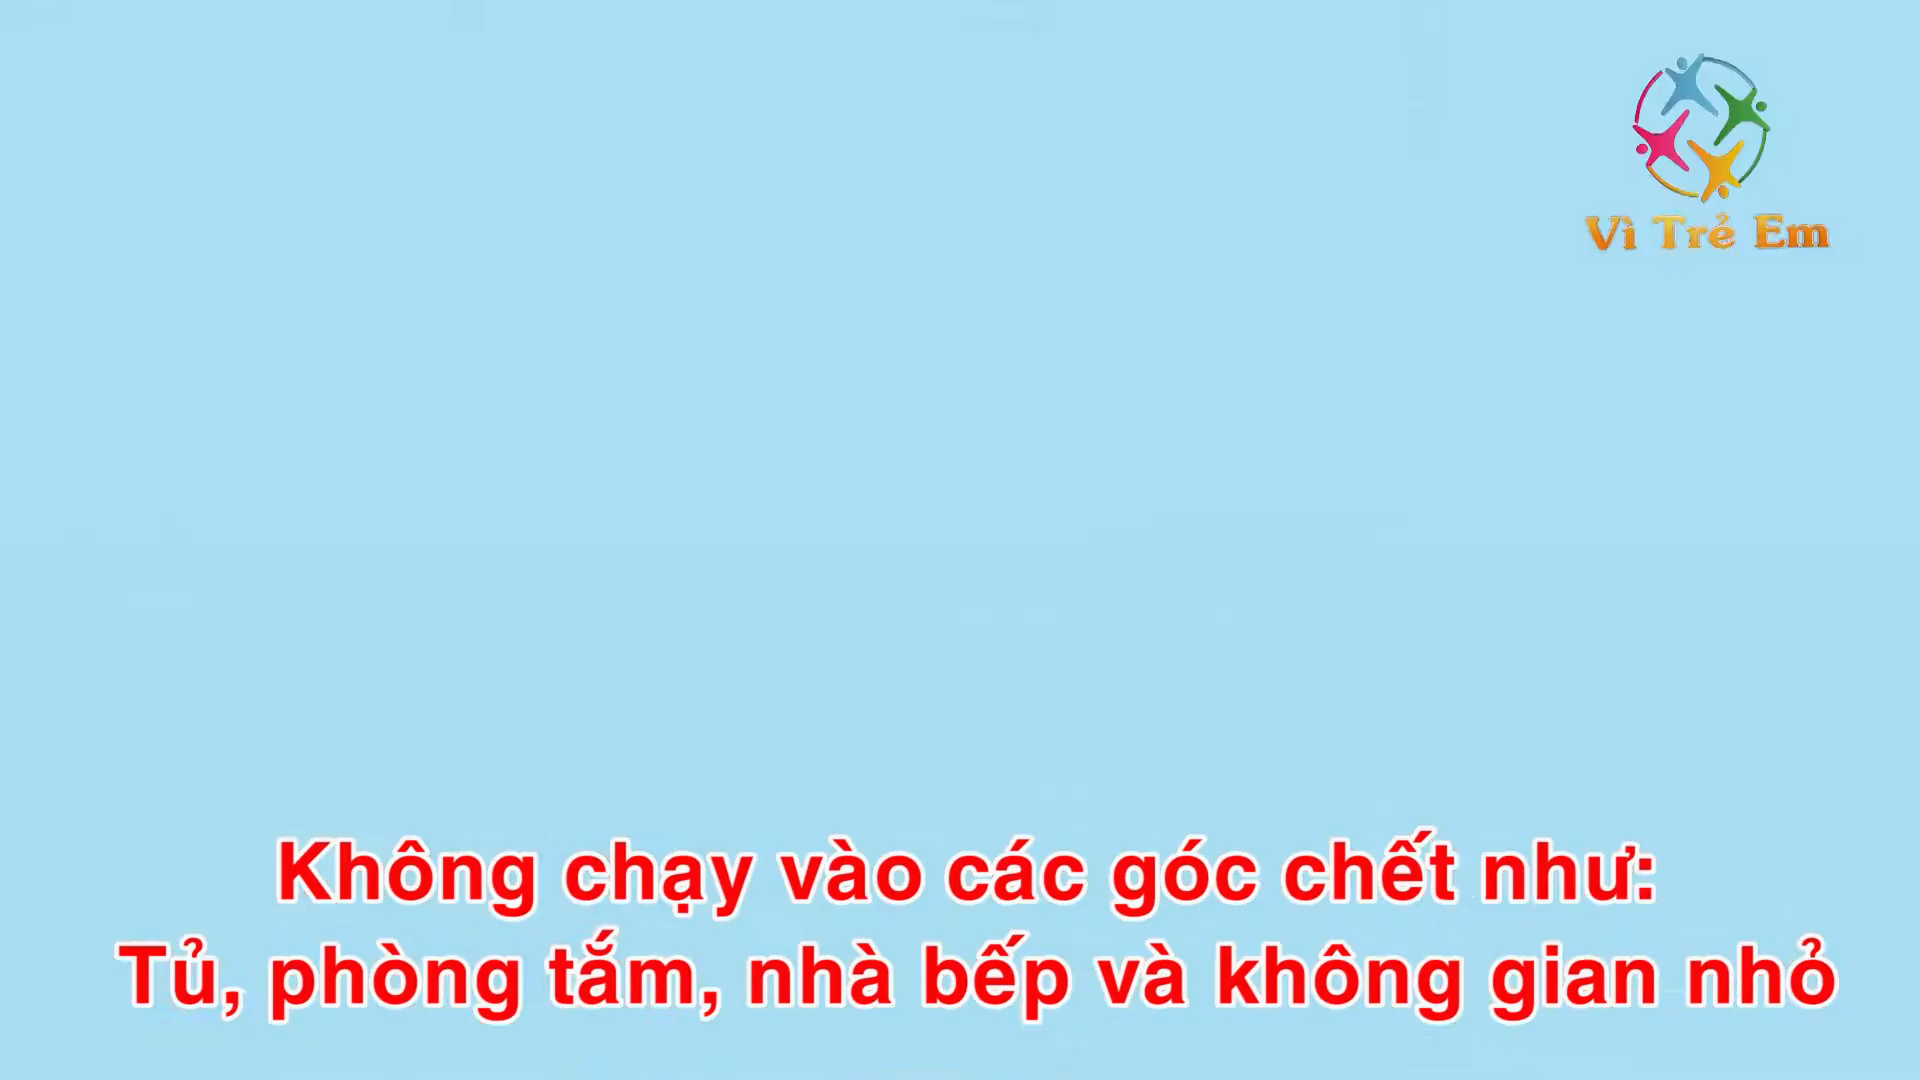 Vì Trẻ Em
Không chạy vào các góc chết như:
Tủ, phòng tắm, nhà bếp và không gian nhỏ